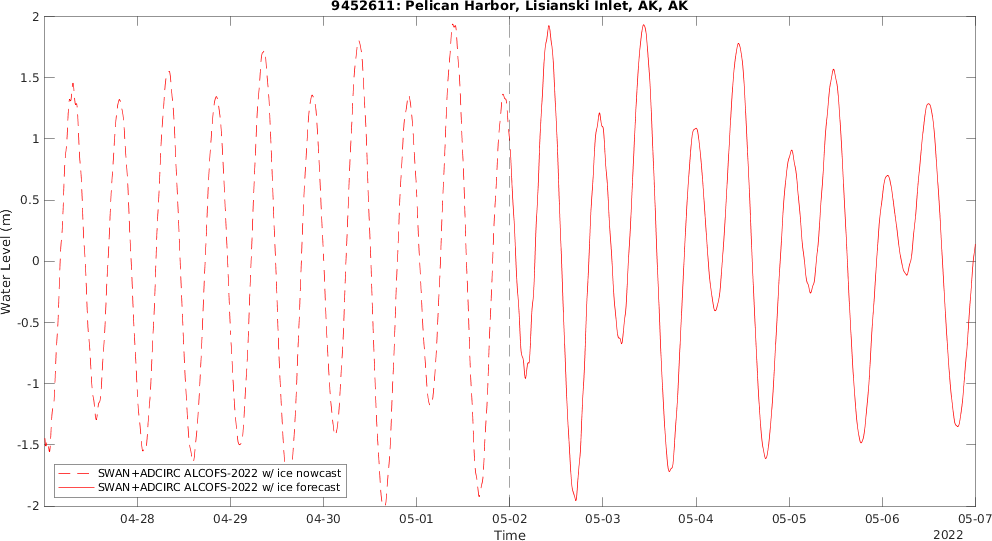 9452611: Pelican Harbor, Lisianski Inlet, AK, AK
2
1.5
1
0.5
0
-0.5
-1
-1.5
-2
Water Level (m)
SWAN+ADCIRC ALCOFS-2022 w/ ice nowcast
SWAN+ADCIRC ALCOFS-2022 w/ ice forecast
04-28 04-29 04-30 05-01 05-02 05-03 05-04 05-05 05-06 05-07
Time
2022